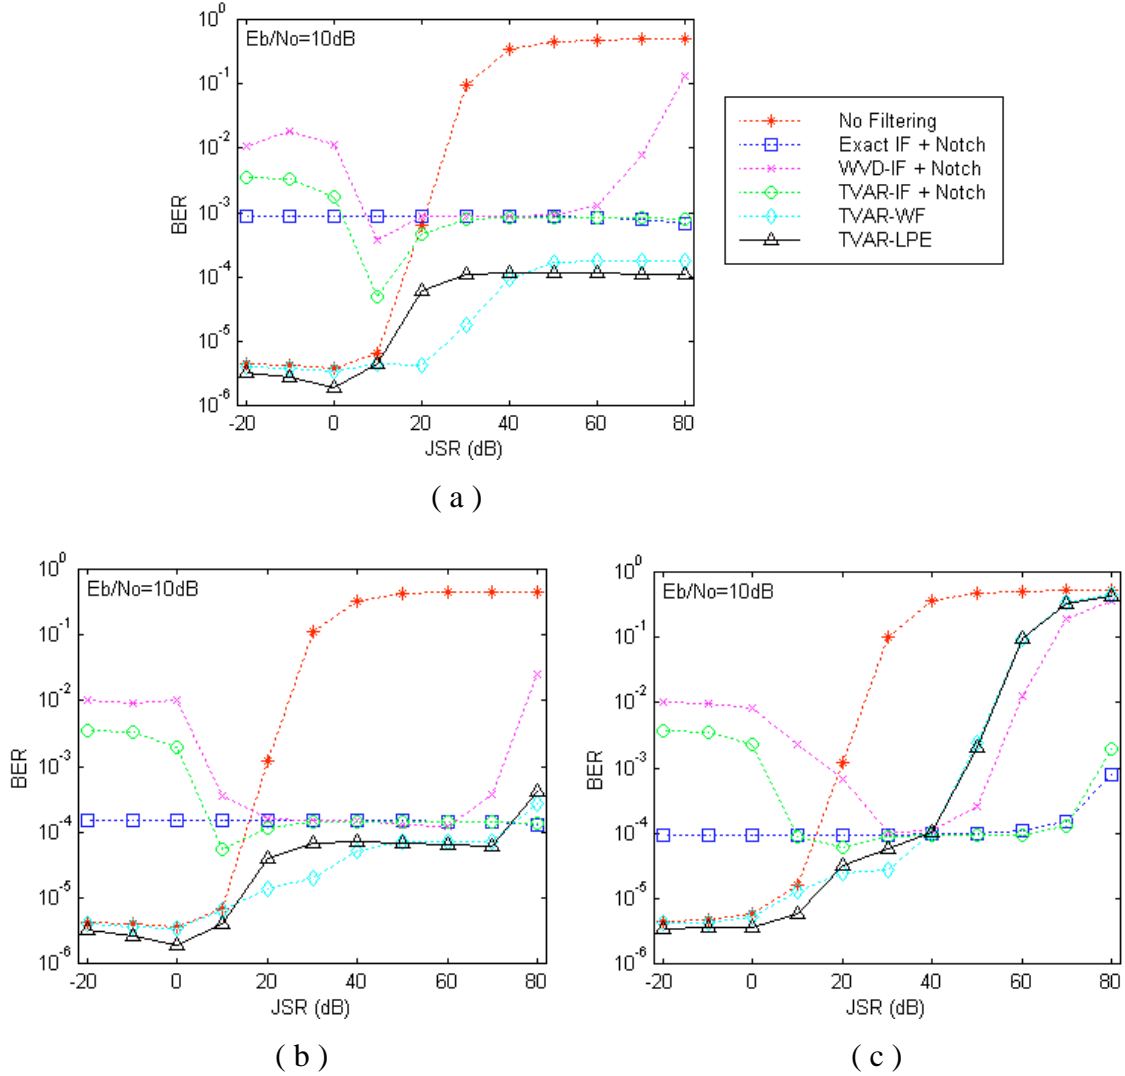 Eb/No=10dB
10^0
10^-1
10^-2
10^-3
10^-4
10^-5
10^-6
BER
-20 0 20 40 60 80
JSR (dB)
No Filtering
Exact IF + Notch
WVD-IF + Notch
TVAR-IF + Notch
TVAR-WF
TVAR-LPE
( a )
Eb/No=10dB
10^0
10^-1
10^-2
10^-3
10^-4
10^-5
10^-6
BER
-20 0 20 40 60 80
JSR (dB)
( b )
Eb/No=10dB
10^0
10^-1
10^-2
10^-3
10^-4
10^-5
10^-6
BER
-20 0 20 40 60 80
JSR (dB)
( c )